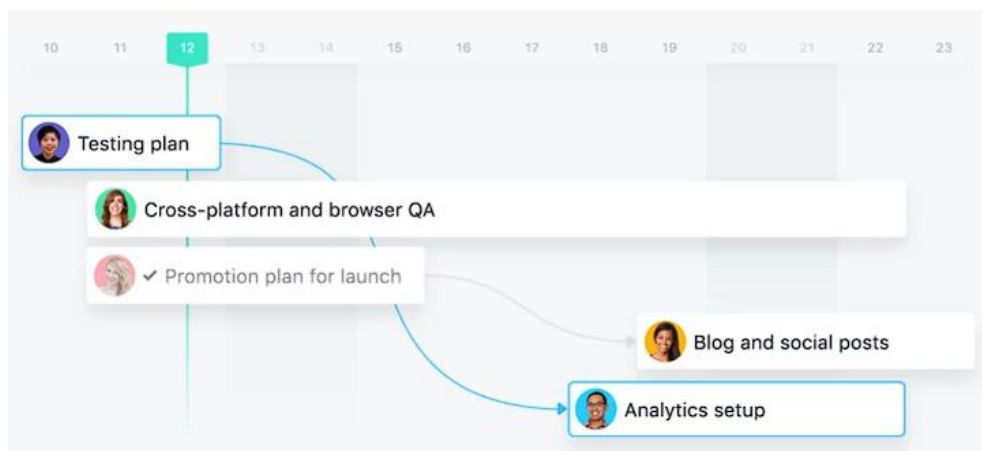 10 11 12 13 14 15 16 17 18 19 20 21 22 23
Testing plan
Cross-platform and browser QA
✓ Promotion plan for launch
Blog and social posts
Analytics setup